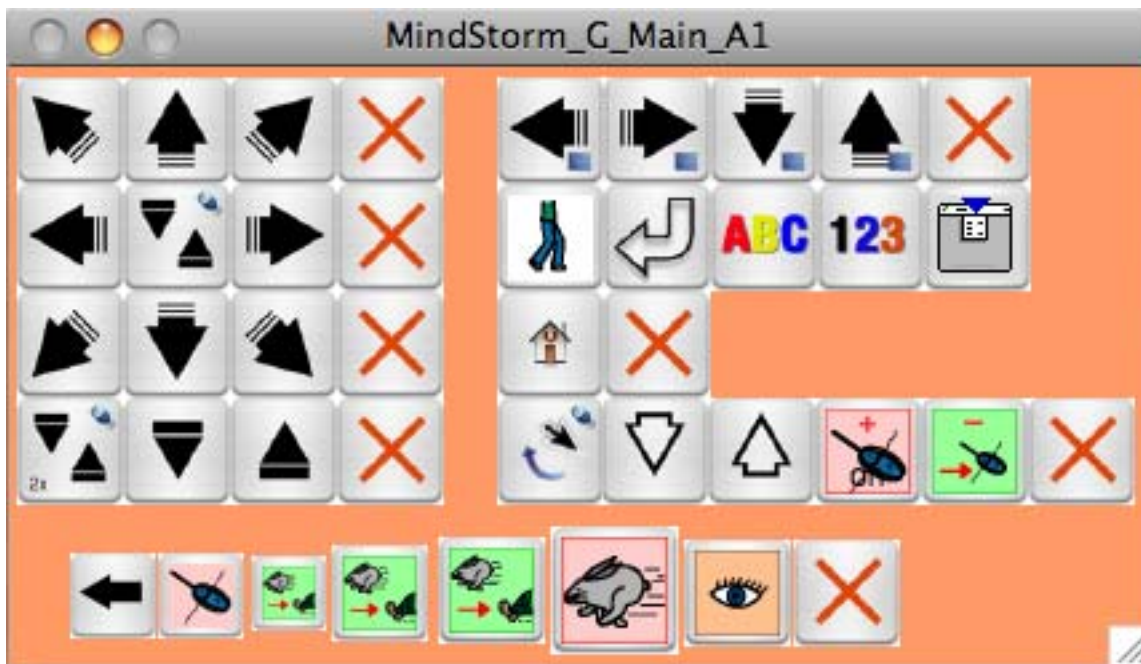 MindStorm_G_Main_A1
ABC
123
2x
+
on
-